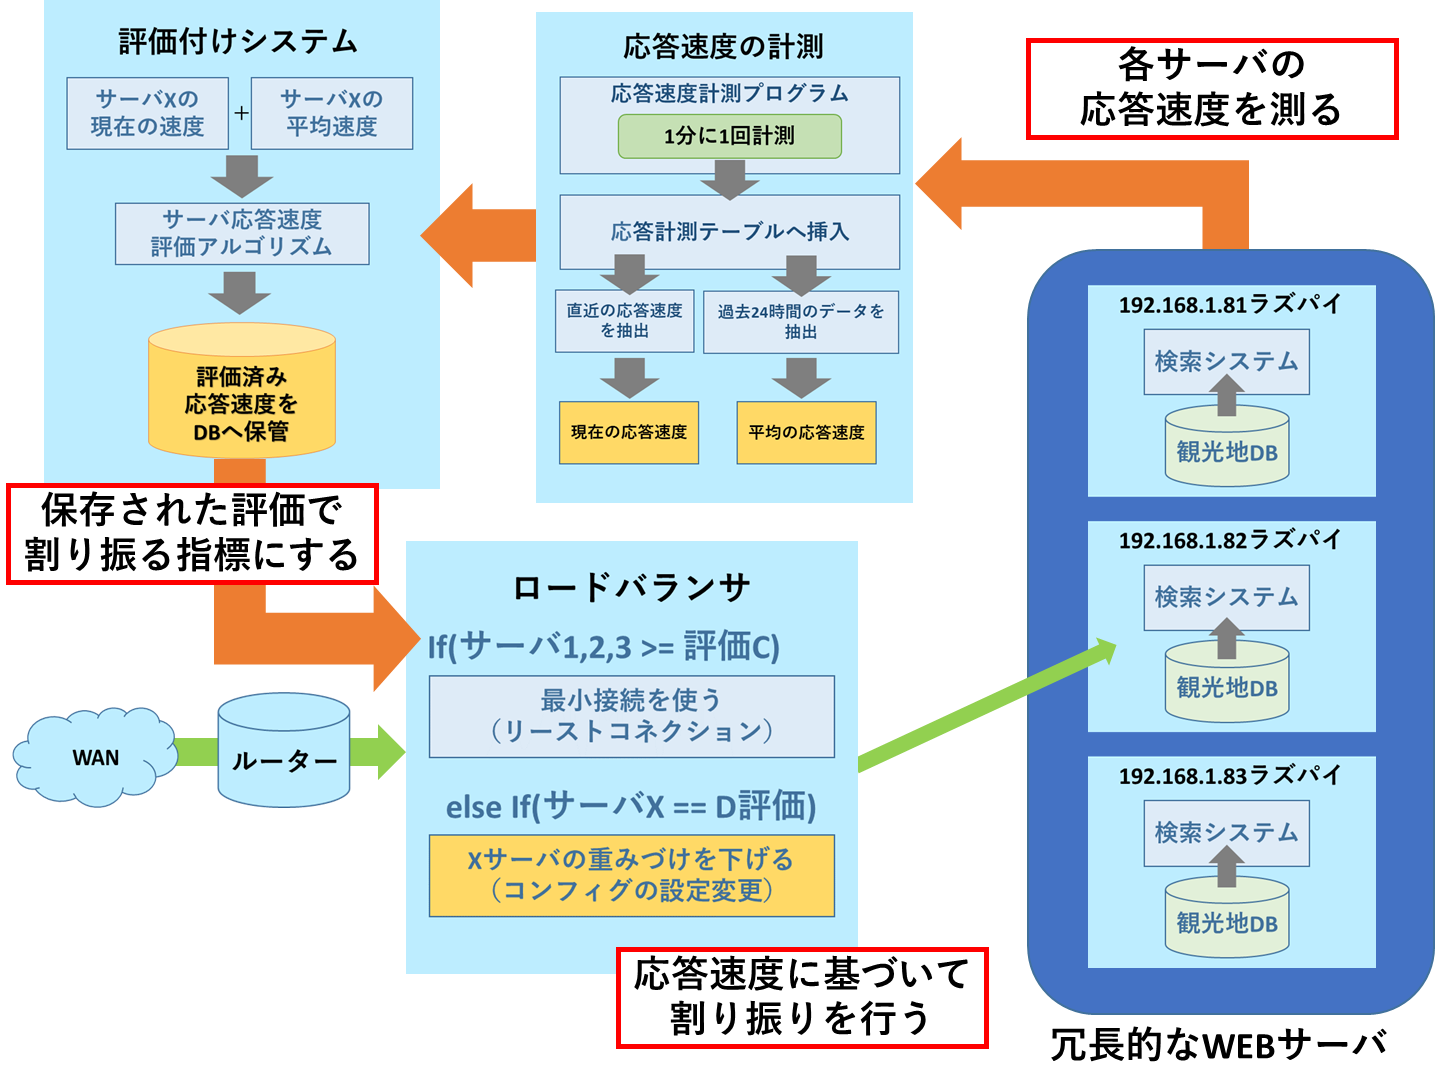 評価付けシステム
サーバXの
現在の速度
+
サーバXの
平均速度
サーバ応答速度
評価アルゴリズム
評価済み
応答速度を
DBへ保管
応答速度の計測
応答速度計測プログラム
1分に1回計測
応答計測テーブルへ挿入
直近の応答速度
を抽出
過去24時間のデータを
抽出
現在の応答速度
平均の応答速度
各サーバの
応答速度を測る
保存された評価で
割り振る指標にする
ロードバランサ
If(サーバ1,2,3 >= 評価C)
最小接続を使う
（リーストコネクション）
else If(サーバX == D評価)
Xサーバの重みづけを下げる
（コンフィグの設定変更）
WAN
ルーター
応答速度に基づいて
割り振りを行う
192.168.1.81ラズパイ
検索システム
観光地DB
192.168.1.82ラズパイ
検索システム
観光地DB
192.168.1.83ラズパイ
検索システム
観光地DB
冗長的なWEBサーバ